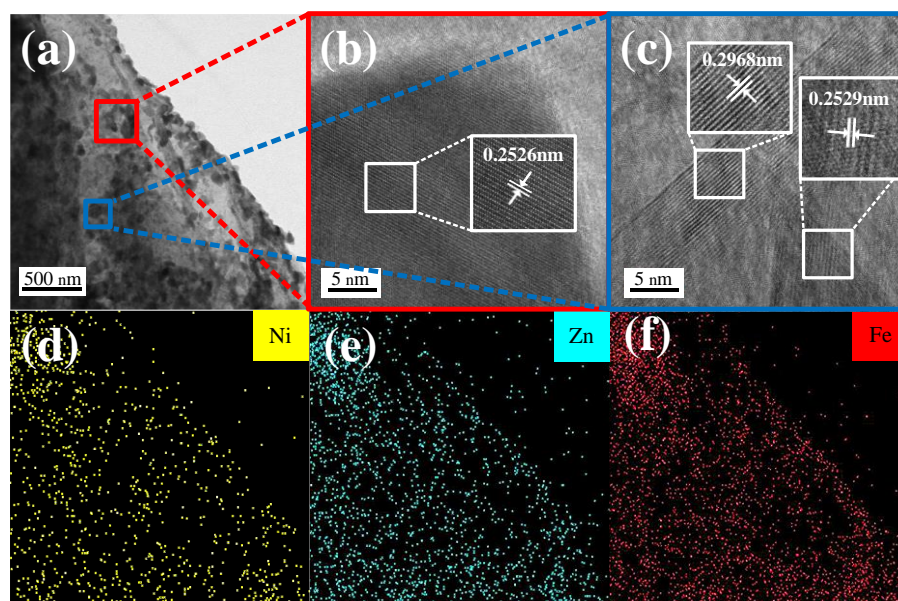 (a)
500 nm
(b)
0.2526nm
5 nm
(c)
0.2968nm
0.2529nm
5 nm
(d)
Ni
(e)
Zn
(f)
Fe